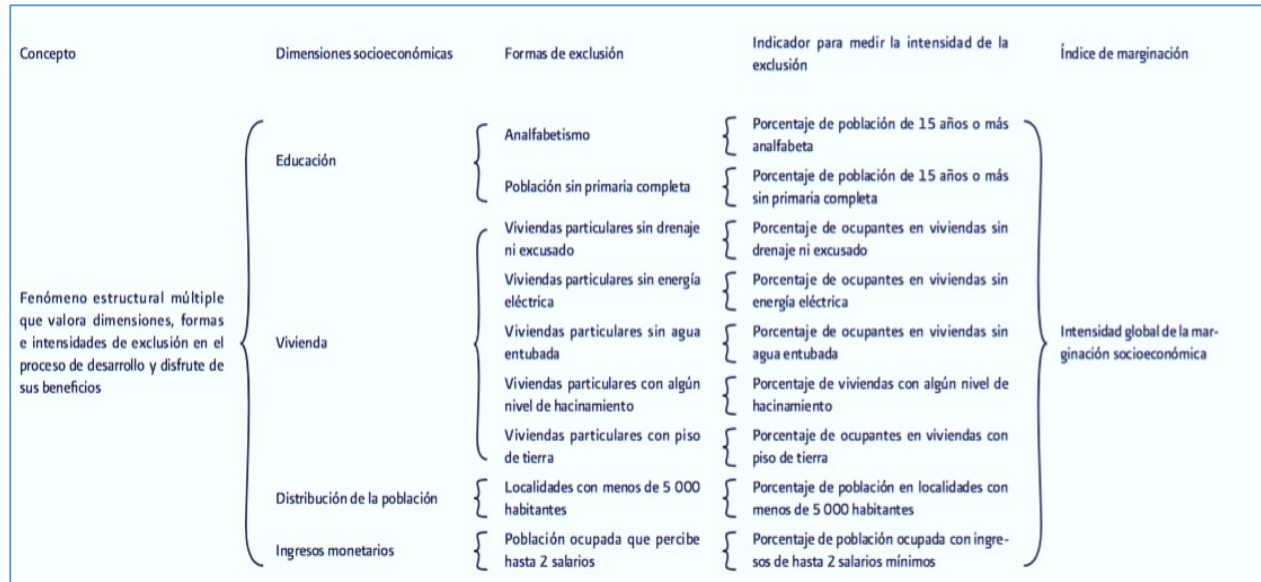 Concepto
Dimensiones socioeconómicas
Formas de exclusión
Indicador para medir la intensidad de la
exclusión
Índice de marginación
Fenómeno estructural múltiple
que valora dimensiones, formas
e intensidades de exclusión en el
proceso de desarrollo y disfrute de
sus beneficios
Educación
Analfabetismo
Porcentaje de población de 15 años o más
analfabeta
Población sin primaria completa
Porcentaje de población de 15 años o más
sin primaria completa
Vivienda
Viviendas particulares sin drenaje
ni excusado
Porcentaje de ocupantes en viviendas sin
drenaje ni excusado
Viviendas particulares sin energía
eléctrica
Porcentaje de ocupantes en viviendas sin
energía eléctrica
Viviendas particulares sin agua
entubada
Porcentaje de ocupantes en viviendas sin
agua entubada
Viviendas particulares con algún
nivel de hacinamiento
Porcentaje de viviendas con algún nivel de
hacinamiento
Viviendas particulares con piso
de tierra
Porcentaje de ocupantes en viviendas con
piso de tierra
Distribución de la población
Localidades con menos de 5 000
habitantes
Porcentaje de población en localidades con
menos de 5 000 habitantes
Ingresos monetarios
Población ocupada que percibe
hasta 2 salarios
Porcentaje de población ocupada con ingre-
sos de hasta 2 salarios mínimos
Intensidad global de la mar-
ginación socioeconómica